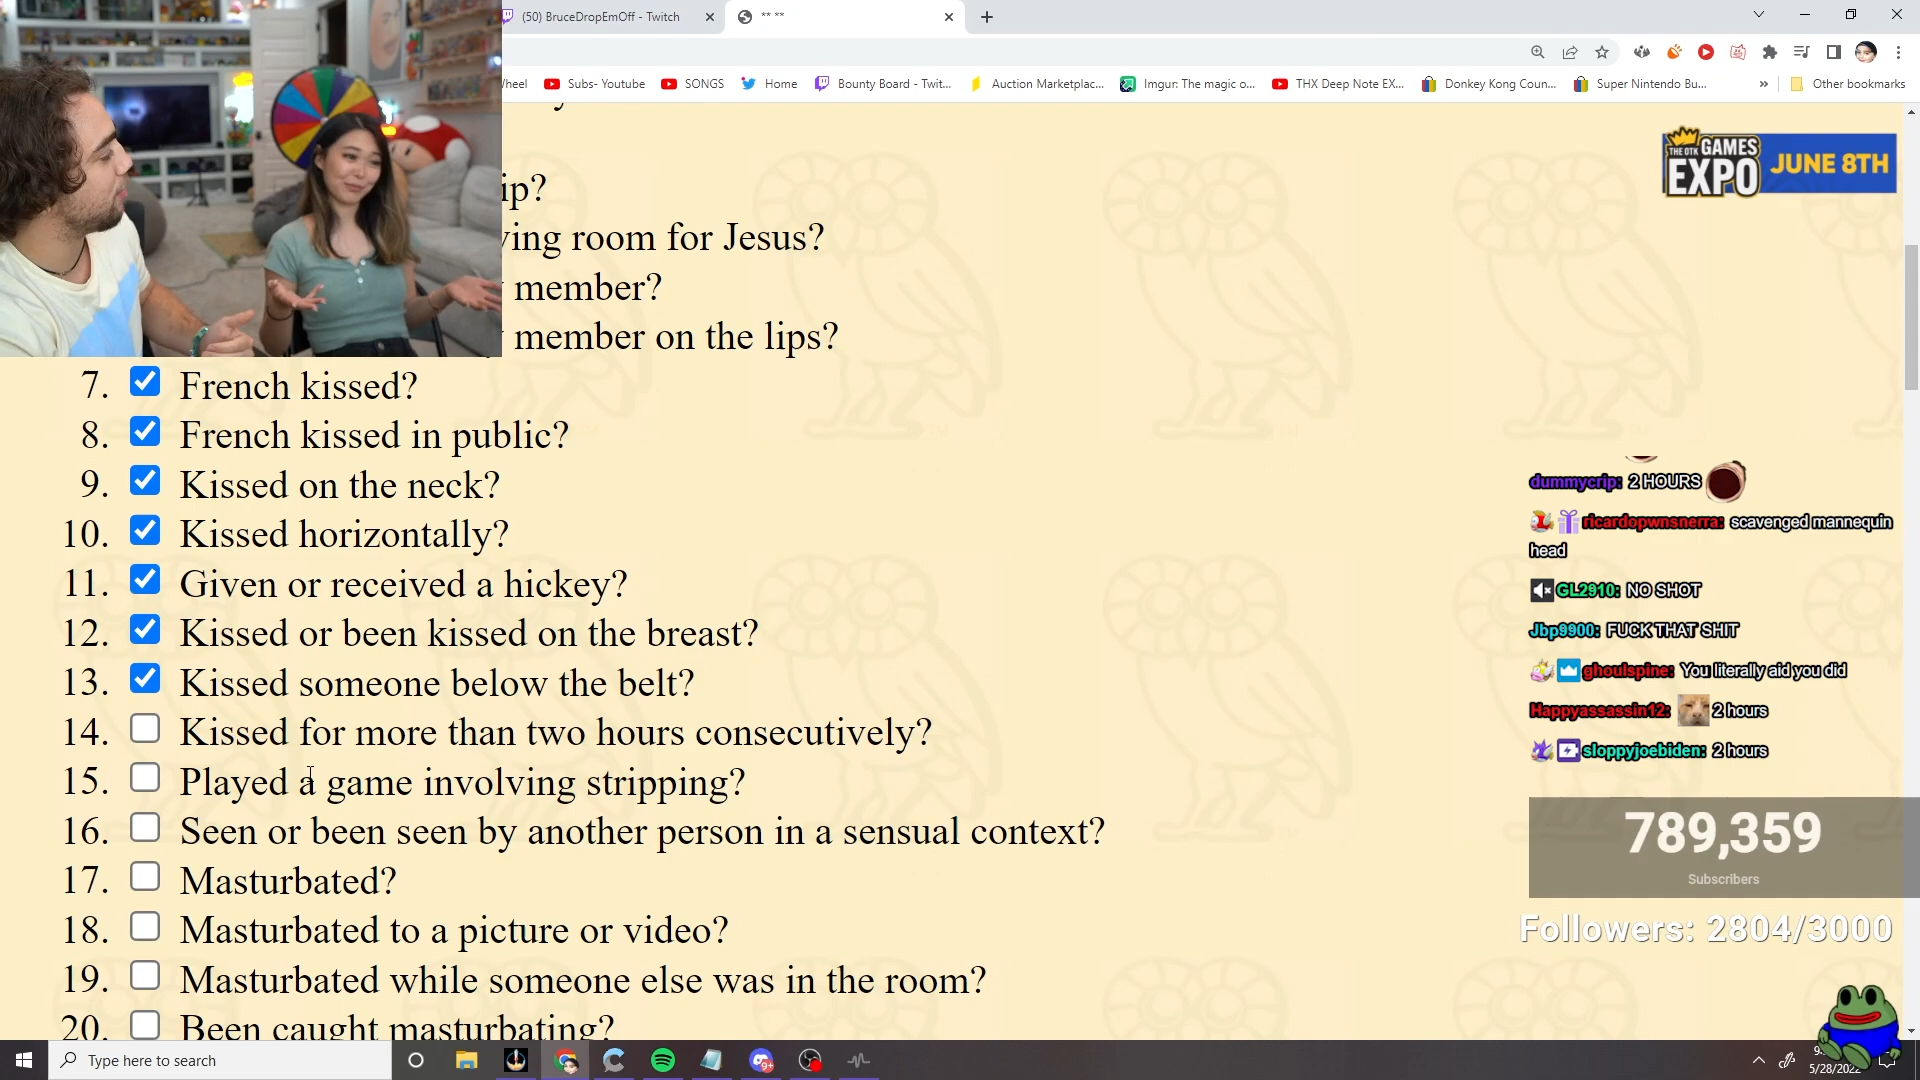 (50) BruceDropEmOff - Twitch
** **
Wheel
Subs- Youtube
SONGS
Home
Bounty Board - Twit...
Auction Marketplac...
Imgur: The magic o...
THX Deep Note EX...
Donkey Kong Coun...
Super Nintendo Bu...
»
Other bookmarks
THE OTK GAMES
EXPO
JUNE 8TH
ip?
ving room for Jesus?
member?
member on the lips?
7. French kissed?
8. French kissed in public?
9. Kissed on the neck?
10. Kissed horizontally?
11. Given or received a hickey?
12. Kissed or been kissed on the breast?
13. Kissed someone below the belt?
14. Kissed for more than two hours consecutively?
15. Played a game involving stripping?
16. Seen or been seen by another person in a sensual context?
17. Masturbated?
18. Masturbated to a picture or video?
19. Masturbated while someone else was in the room?
20. Been caught masturbating?
dummycrip: 2 HOURS
ricardopwnsnerra: scavenged mannequin
head
GL2910: NO SHOT
Jbp9900: FUCK THAT SHIT
ghoulspine: You literally aid you did
Happyassassin12: 2 hours
sloppyjoebiden: 2 hours
789,359
Subscribers
Followers: 2804/3000
Type here to search
9+
5/28/2022